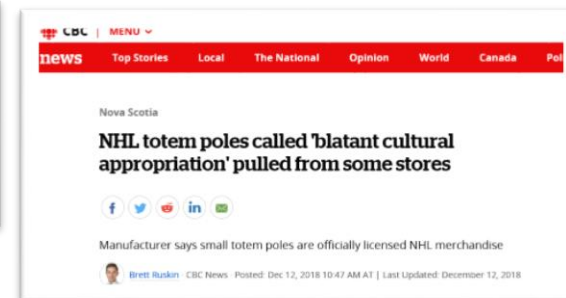 CBC | MENU
news Top Stories Local The National Opinion World Canada Pol
Nova Scotia
NHL totem poles called 'blatant cultural
appropriation' pulled from some stores
Manufacturer says small totem poles are officially licensed NHL merchandise
Brett Ruskin · CBC News · Posted: Dec 12, 2018 10:47 AM AT | Last Updated: December 12, 2018